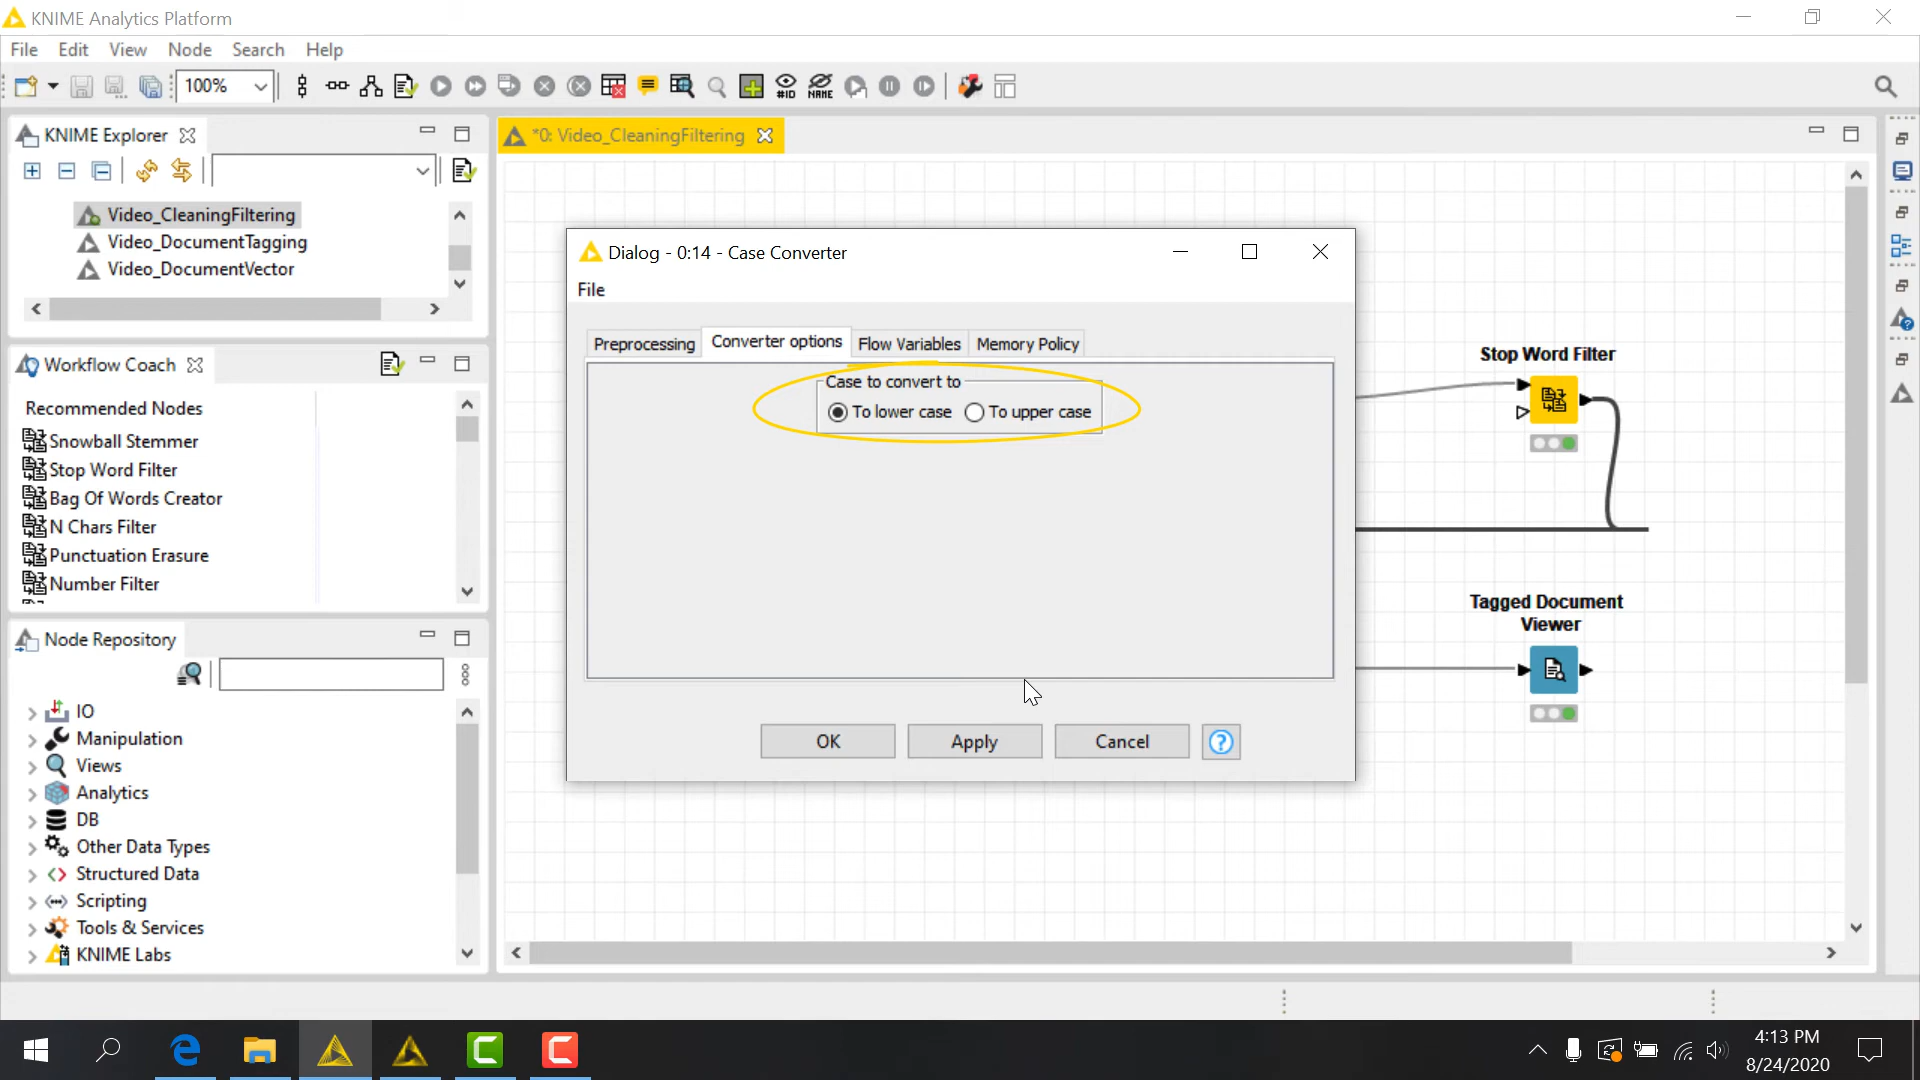 KNIME Analytics Platform
File Edit View Node Search Help
100%
#ID
NAME
KNIME Explorer
Video_CleaningFiltering
Video_DocumentTagging
Video_DocumentVector
Workflow Coach
Recommended Nodes
Snowball Stemmer
Stop Word Filter
Bag Of Words Creator
N Chars Filter
Punctuation Erasure
Number Filter
Node Repository
IO
Manipulation
Views
Analytics
DB
Other Data Types
Structured Data
Scripting
Tools & Services
KNIME Labs
*0: Video_CleaningFiltering
Dialog - 0:14 - Case Converter
File
Preprocessing Converter options Flow Variables Memory Policy
Case to convert to
To lower case To upper case
OK Apply Cancel
Stop Word Filter
Tagged Document
Viewer
4:13 PM
8/24/2020